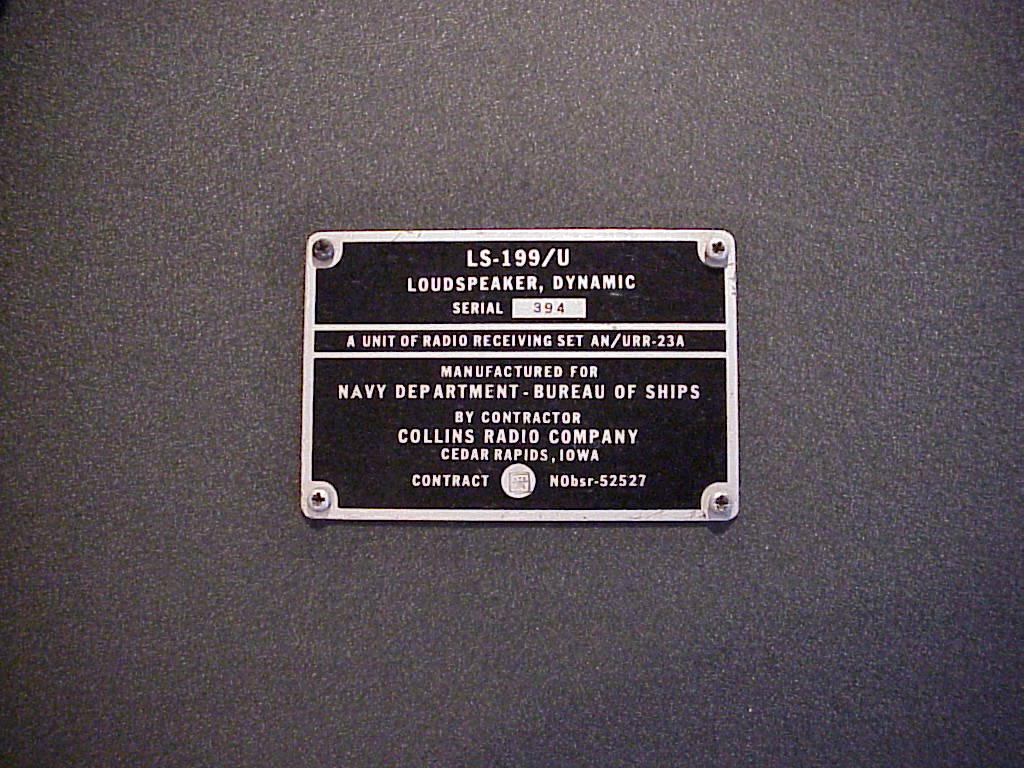 LS-199/U
LOUDSPEAKER, DYNAMIC
SERIAL 394
A UNIT OF RADIO RECEIVING SET AN/URR-23A
MANUFACTURED FOR
NAVY DEPARTMENT - BUREAU OF SHIPS
BY CONTRACTOR
COLLINS RADIO COMPANY
CEDAR RAPIDS, IOWA
CONTRACT NObsr-52527